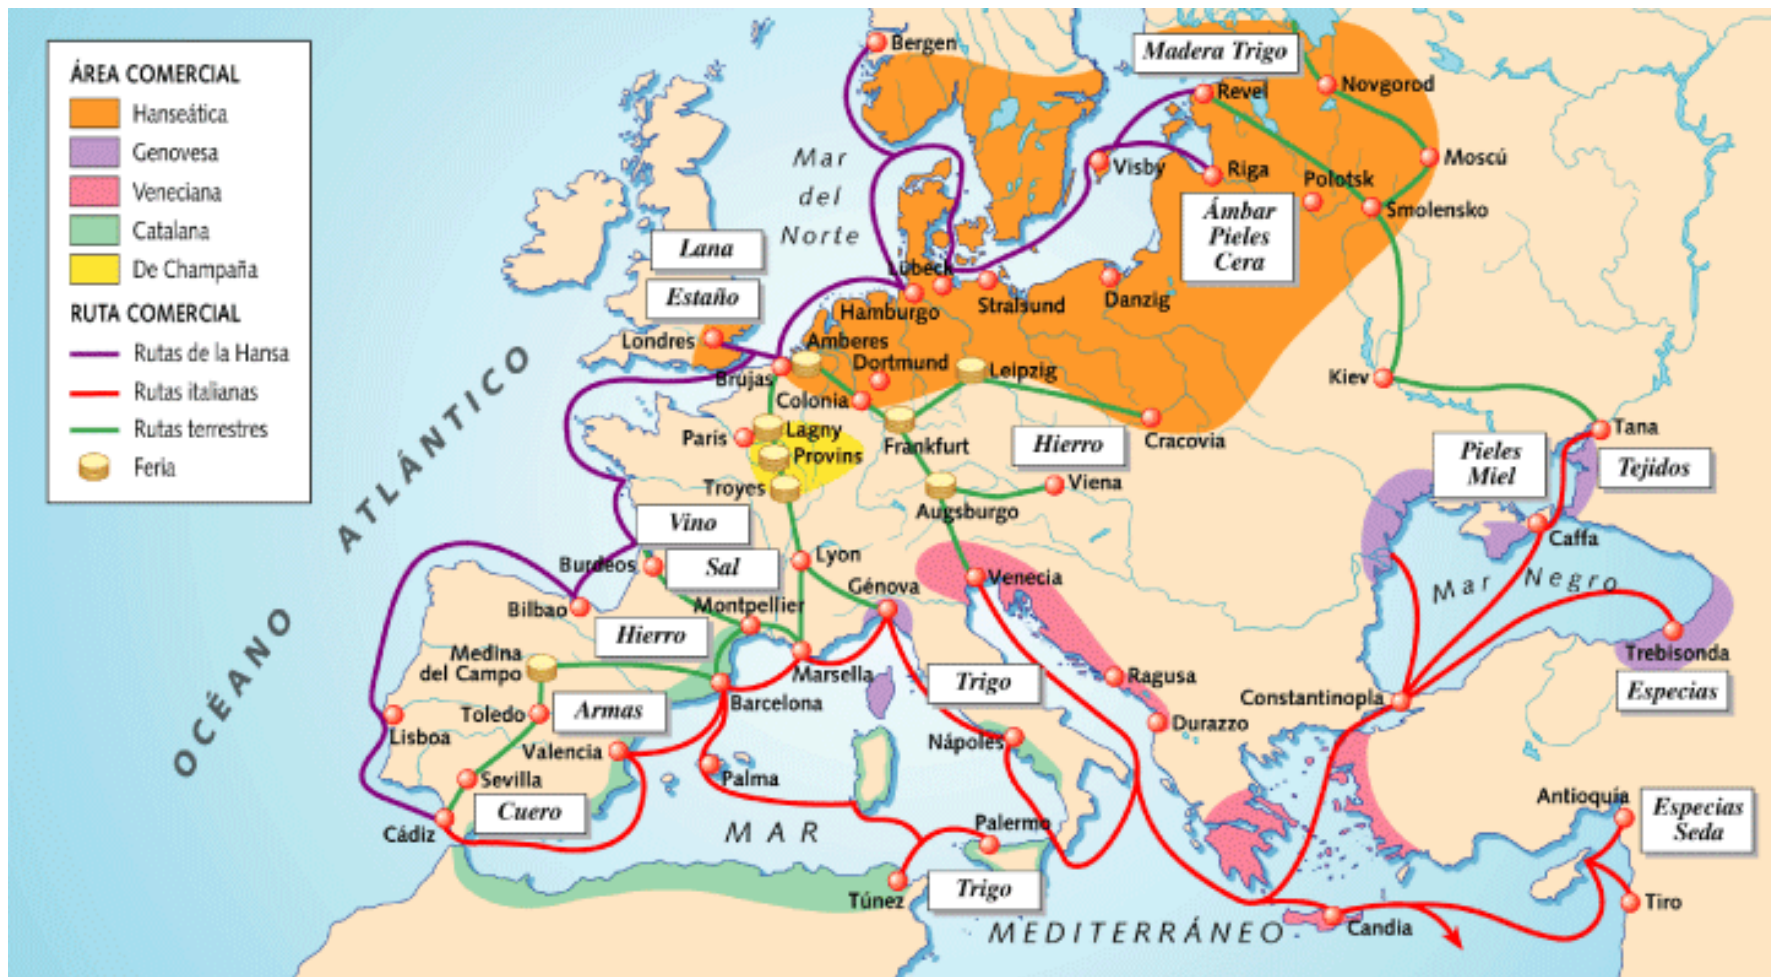 ÁREA COMERCIAL
Hanseática
Genovesa
Veneciana
Catalana
De Champaña
RUTA COMERCIAL
Rutas de la Hansa
Rutas italianas
Rutas terrestres
Feria
OCÉANO ATLÁNTICO
Mar
del
Norte
Bergen
Madera Trigo
Revel
Novgorod
Moscú
Visby
Riga
Polotsk
Smolensko
Ámbar
Pieles
Cera
Lana
Estaño
Londres
Lübeck
Hamburgo
Stralsund
Danzig
Amberes
Dortmund
Brujas
Leipzig
Colonia
Kiev
París
Lagny
Provins
Troyes
Frankfurt
Cracovia
Hierro
Viena
Augsburgo
Tana
Pieles
Miel
Tejidos
Caffa
Mar Negro
Vino
Burdeos
Sal
Lyon
Génova
Venecia
Bilbao
Montpellier
Hierro
Marsella
Medina
del Campo
Barcelona
Toledo
Armas
Lisboa
Valencia
Palma
Sevilla
Cuero
Cádiz
Trigo
Ragusa
Durazzo
Nápoles
Constantinopla
Trebisonda
Especias
Antioquía
Especias
Seda
Tiro
Palermo
Túnez
Trigo
Candia
MAR
MEDITERRÁNEO